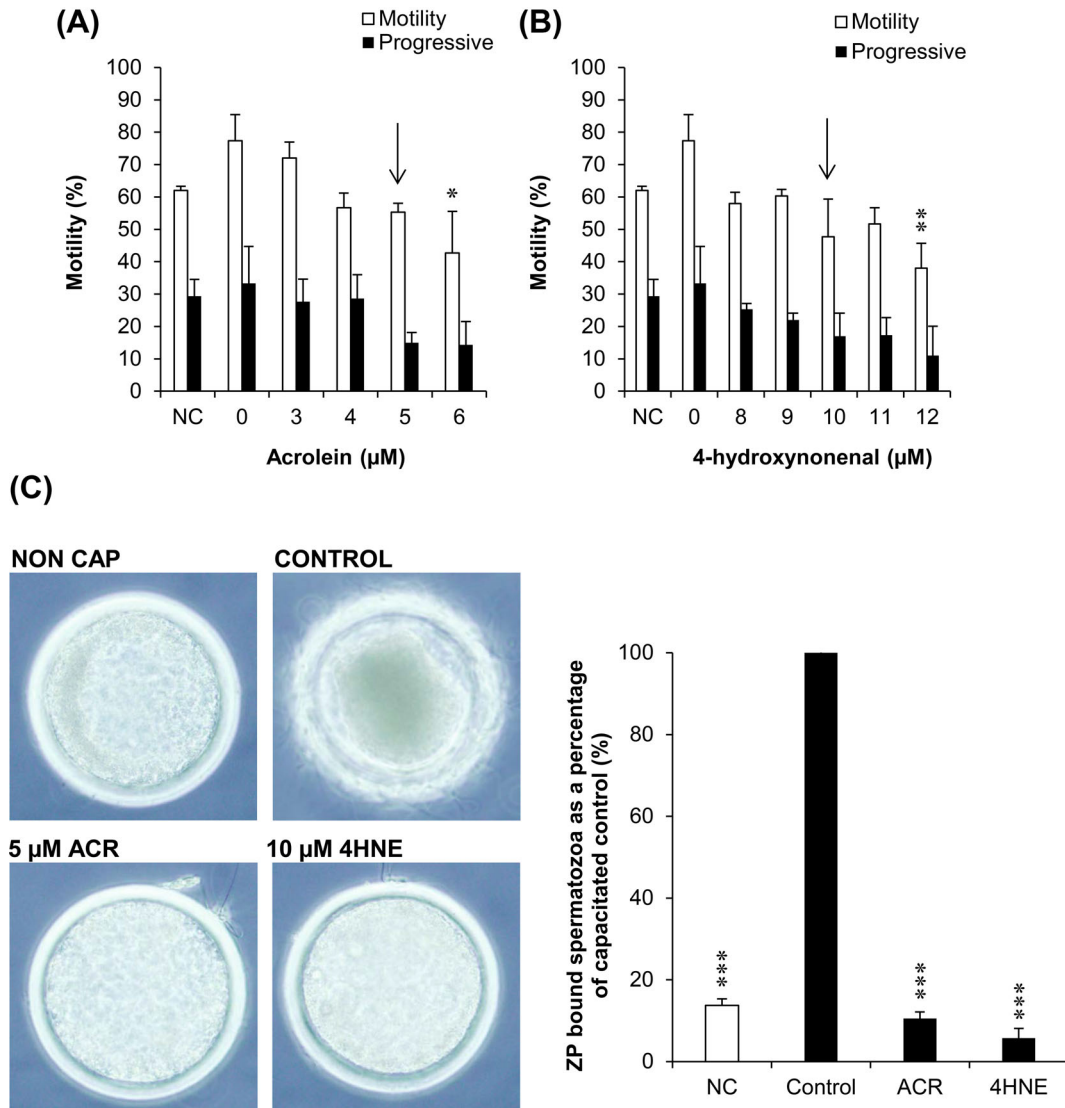 (A)
Motility
Progressive
Motility (%)
100
90
80
70
60
50
40
30
20
10
0
*
NC 0 3 4 5 6
Acrolein (µM)
(B)
Motility
Progressive
Motility (%)
100
90
80
70
60
50
40
30
20
10
0
**
NC 0 8 9 10 11 12
4-hydroxynonenal (µM)
(C)
NON CAP CONTROL
5 µM ACR 10 µM 4HNE
ZP bound spermatozoa as a percentage
of capacitated control (%)
100
80
60
40
20
0
***
***
***
NC Control ACR 4HNE